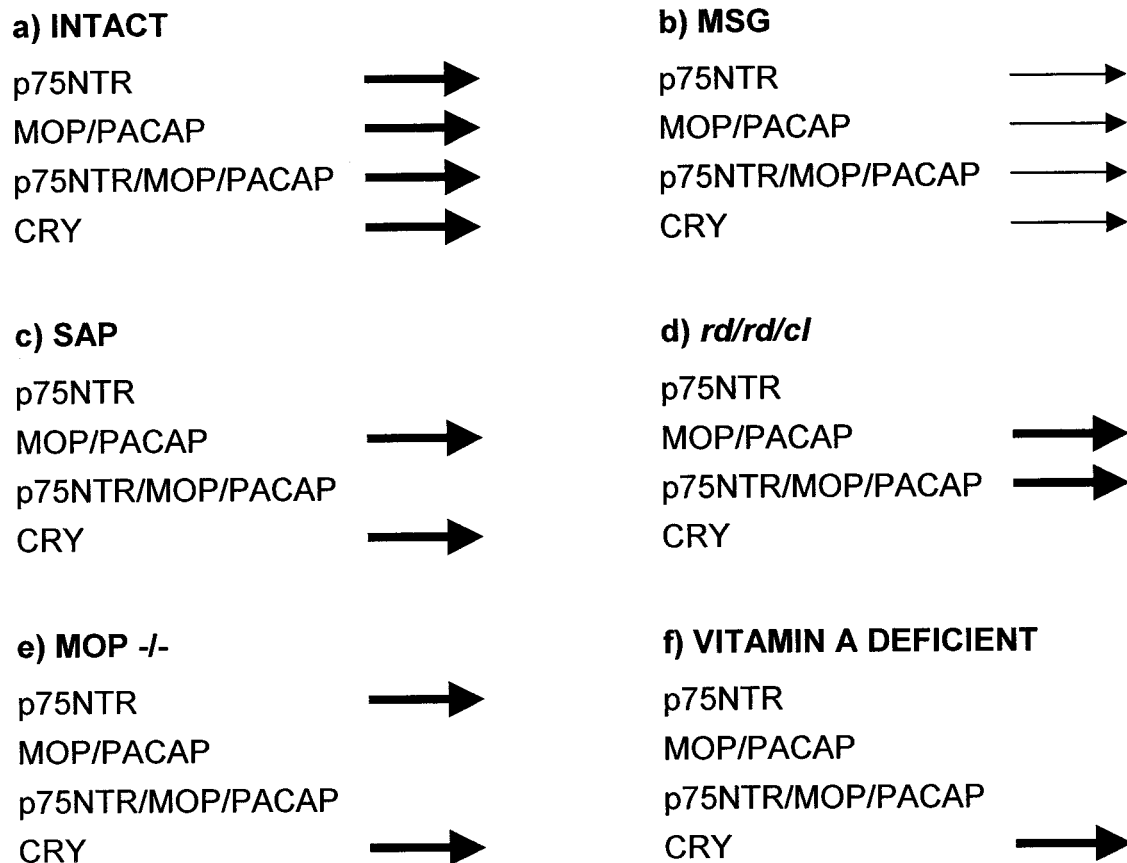 a) INTACT
p75NTR
MOP/PACAP
p75NTR/MOP/PACAP
CRY
b) MSG
p75NTR
MOP/PACAP
p75NTR/MOP/PACAP
CRY
c) SAP
p75NTR
MOP/PACAP
p75NTR/MOP/PACAP
CRY
d) rd/rd/cl
p75NTR
MOP/PACAP
p75NTR/MOP/PACAP
CRY
e) MOP -/-
p75NTR
MOP/PACAP
p75NTR/MOP/PACAP
CRY
f) VITAMIN A DEFICIENT
p75NTR
MOP/PACAP
p75NTR/MOP/PACAP
CRY